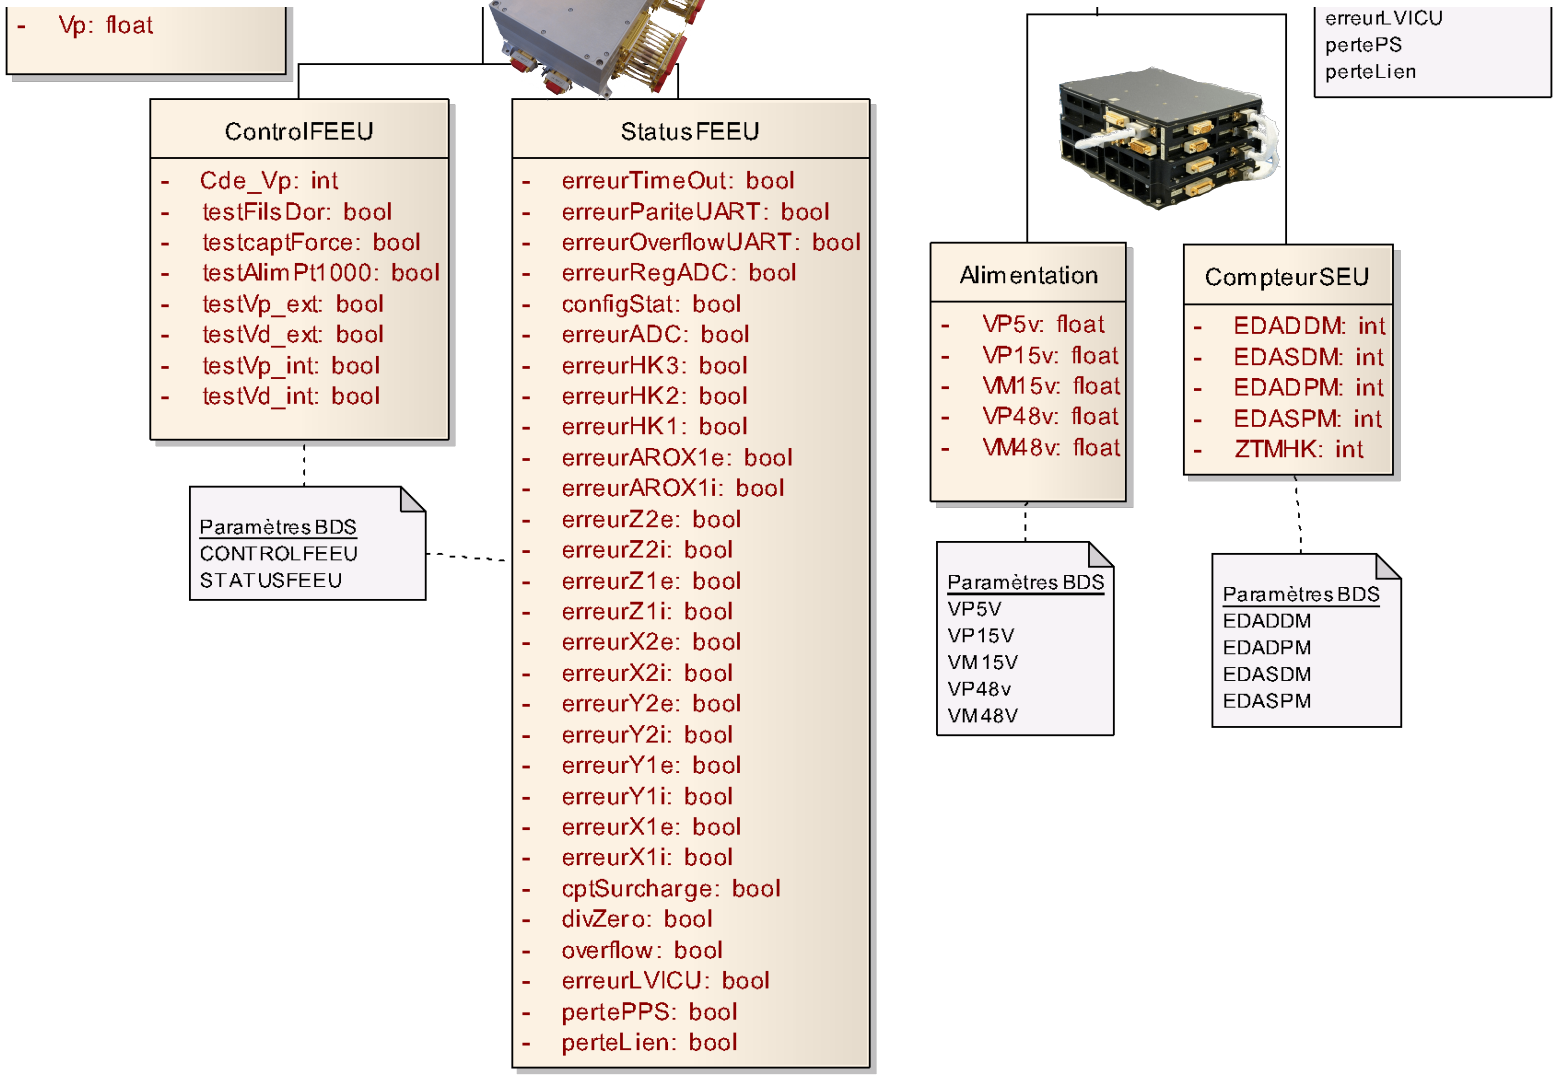 - Vp: float
erreurLVICU
pertePS
perteLien
ControlFEEU
- Cde_Vp: int
- testFilsDor: bool
- testcaptForce: bool
- testAlimPt1000: bool
- testVp_ext: bool
- testVd_ext: bool
- testVp_int: bool
- testVd_int: bool
Paramètres BDS
CONTROLFEEU
STATUSFEEU
StatusFEEU
- erreurTimeOut: bool
- erreurPariteUART: bool
- erreurOverflowUART: bool
- erreurRegADC: bool
- configStat: bool
- erreurADC: bool
- erreurHK3: bool
- erreurHK2: bool
- erreurHK1: bool
- erreurAROX1e: bool
- erreurAROX1i: bool
- erreurZ2e: bool
- erreurZ2i: bool
- erreurZ1e: bool
- erreurZ1i: bool
- erreurX2e: bool
- erreurX2i: bool
- erreurY2e: bool
- erreurY2i: bool
- erreurY1e: bool
- erreurY1i: bool
- erreurX1e: bool
- erreurX1i: bool
- cptSurcharge: bool
- divZero: bool
- overflow: bool
- erreurLVICU: bool
- pertePPS: bool
- perteLien: bool
Alimentation
- VP5v: float
- VP15v: float
- VM15v: float
- VP48v: float
- VM48v: float
Paramètres BDS
VP5V
VP15V
VM15V
VP48v
VM48V
CompteurSEU
- EDADDM: int
- EDASDM: int
- EDADPM: int
- EDASPM: int
- ZTMHK: int
Paramètres BDS
EDADDM
EDADPM
EDASDM
EDASPM